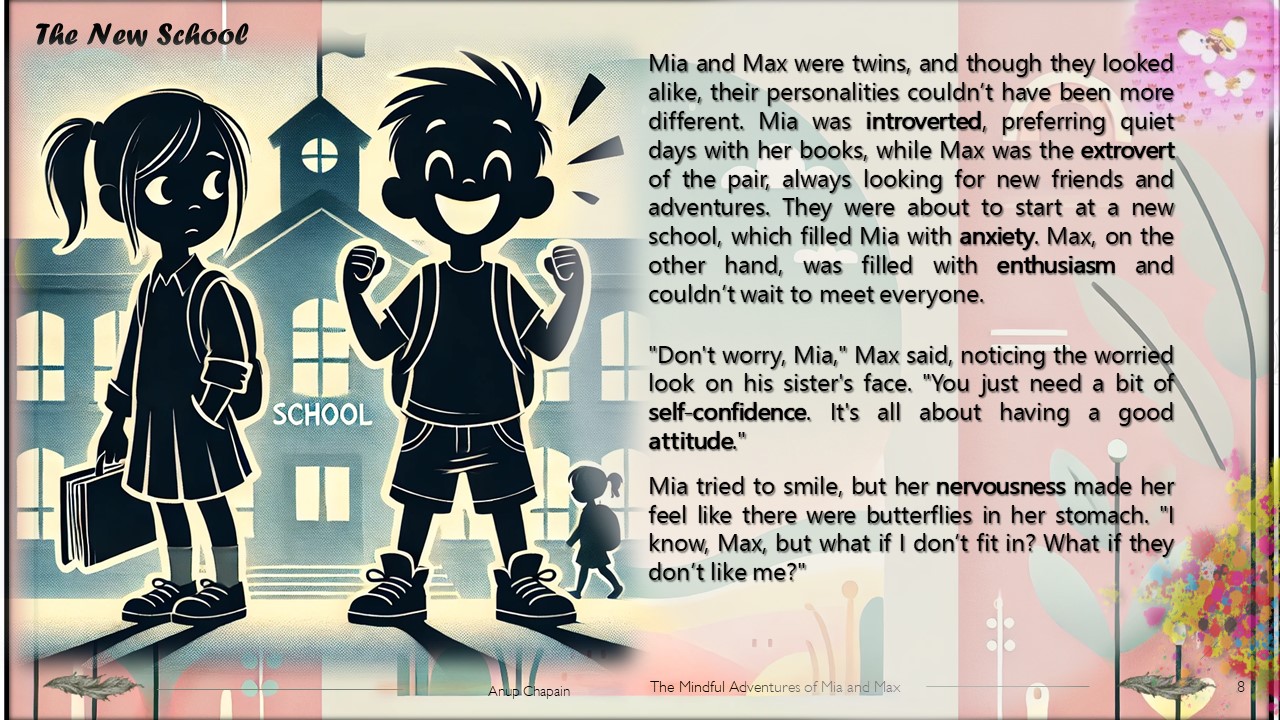 The New School
Mia and Max were twins, and though they looked
alike, their personalities couldn’t have been more
different. Mia was introverted, preferring quiet
days with her books, while Max was the extrovert
of the pair, always looking for new friends and
adventures. They were about to start at a new
school, which filled Mia with anxiety. Max, on the
other hand, was filled with enthusiasm and
couldn’t wait to meet everyone.
"Don't worry, Mia," Max said, noticing the worried
look on his sister's face. "You just need a bit of
self-confidence. It's all about having a good
attitude."
Mia tried to smile, but her nervousness made her
feel like there were butterflies in her stomach. "I
know, Max, but what if I don’t fit in? What if they
don’t like me?"
SCHOOL
Anup Chapain
The Mindful Adventures of Mia and Max
8